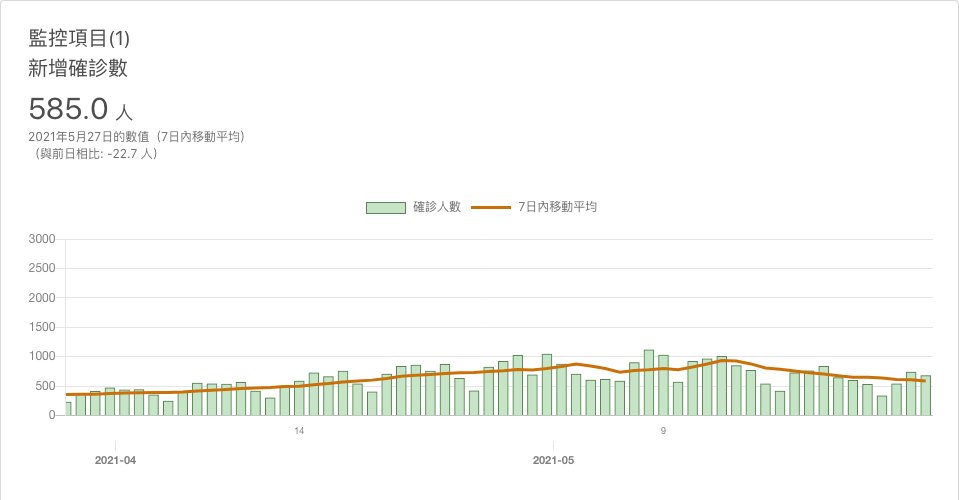 監控項目(1)
新增確診數
585.0 人
2021年5月27日的數值（7日內移動平均）
（與前日相比: -22.7 人）
確診人數 7日內移動平均
3000
2500
2000
1500
1000
500
0
14 9
2021-04 2021-05